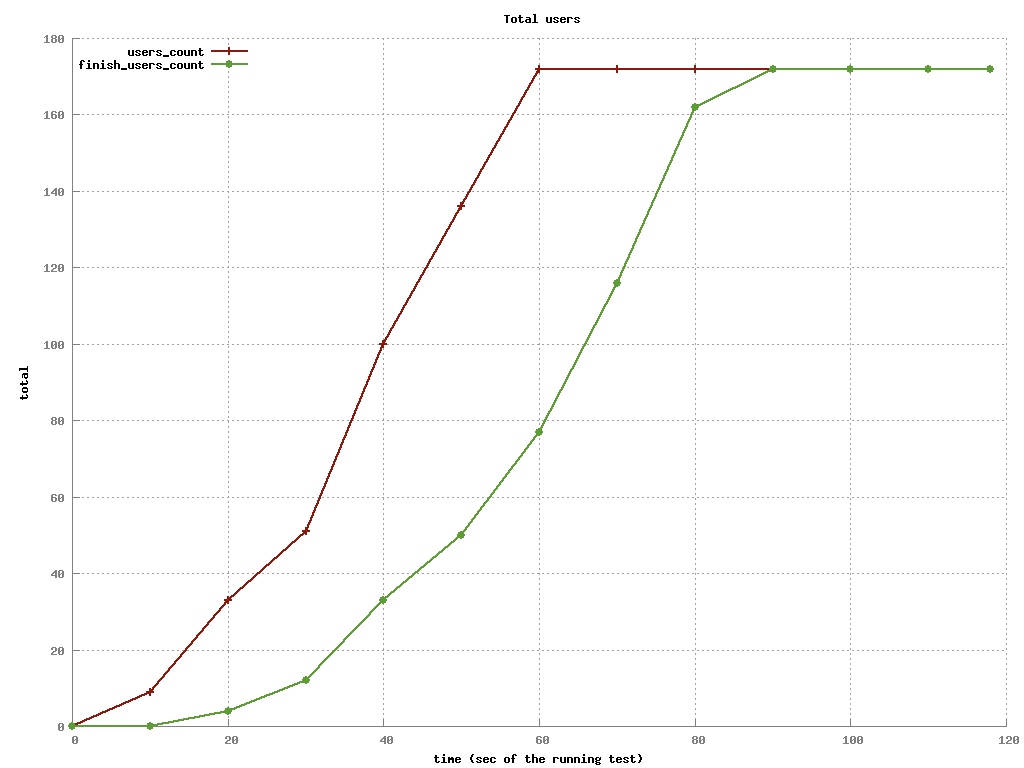 Total users
users_count
finish_users_count
180
160
140
120
100
80
60
40
20
0
total
0 20 40 60 80 100 120
time (sec of the running test)